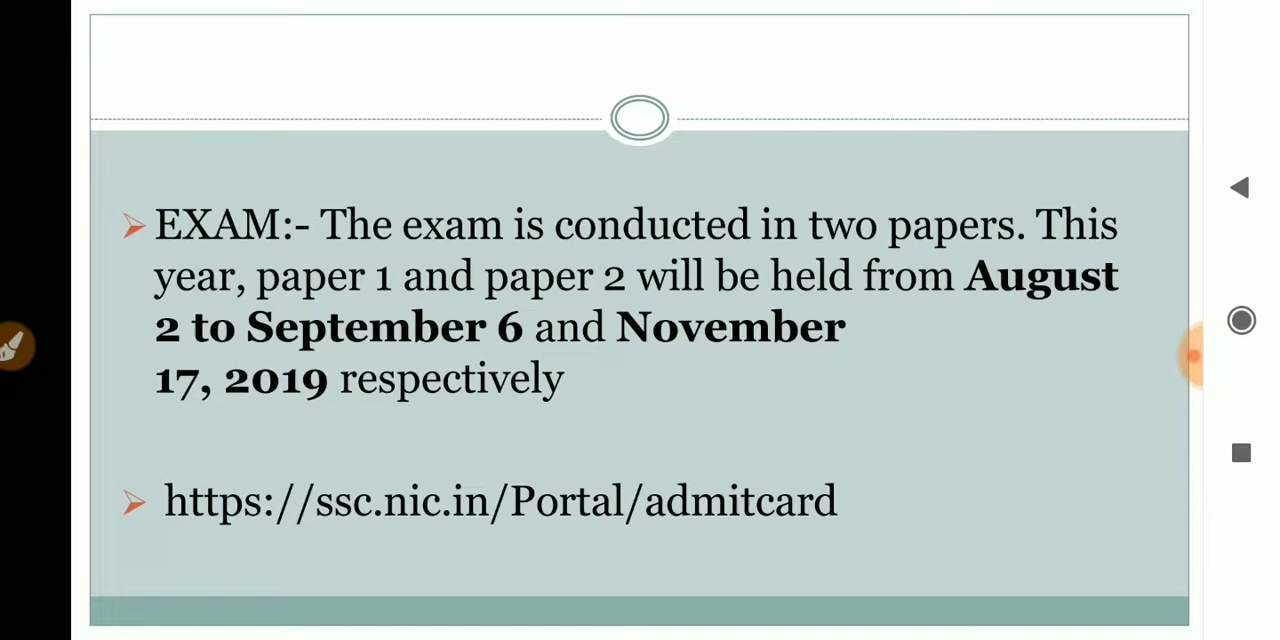 EXAM:- The exam is conducted in two papers. This
year, paper 1 and paper 2 will be held from August
2 to September 6 and November
17, 2019 respectively
https://ssc.nic.in/Portal/admitcard